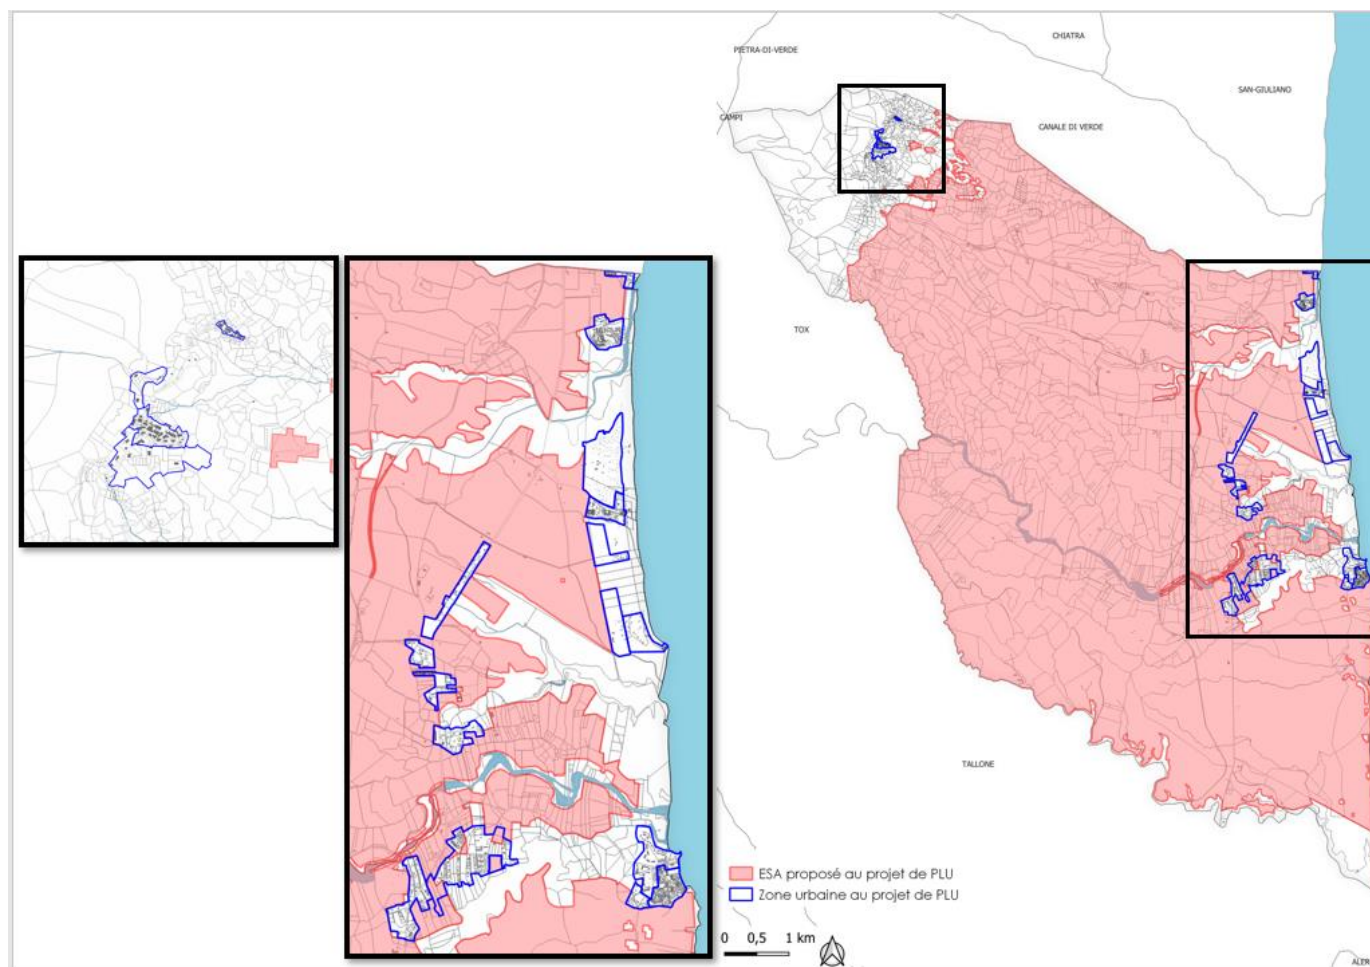 CHIATRA
PIETRA-DI-VERDE
SAN-GIULIANO
CAMPI
CANALE DI VERDE
TOX
TALLONE
ESA proposé au projet de PLU
Zone urbaine au projet de PLU
0 0,5 1 km